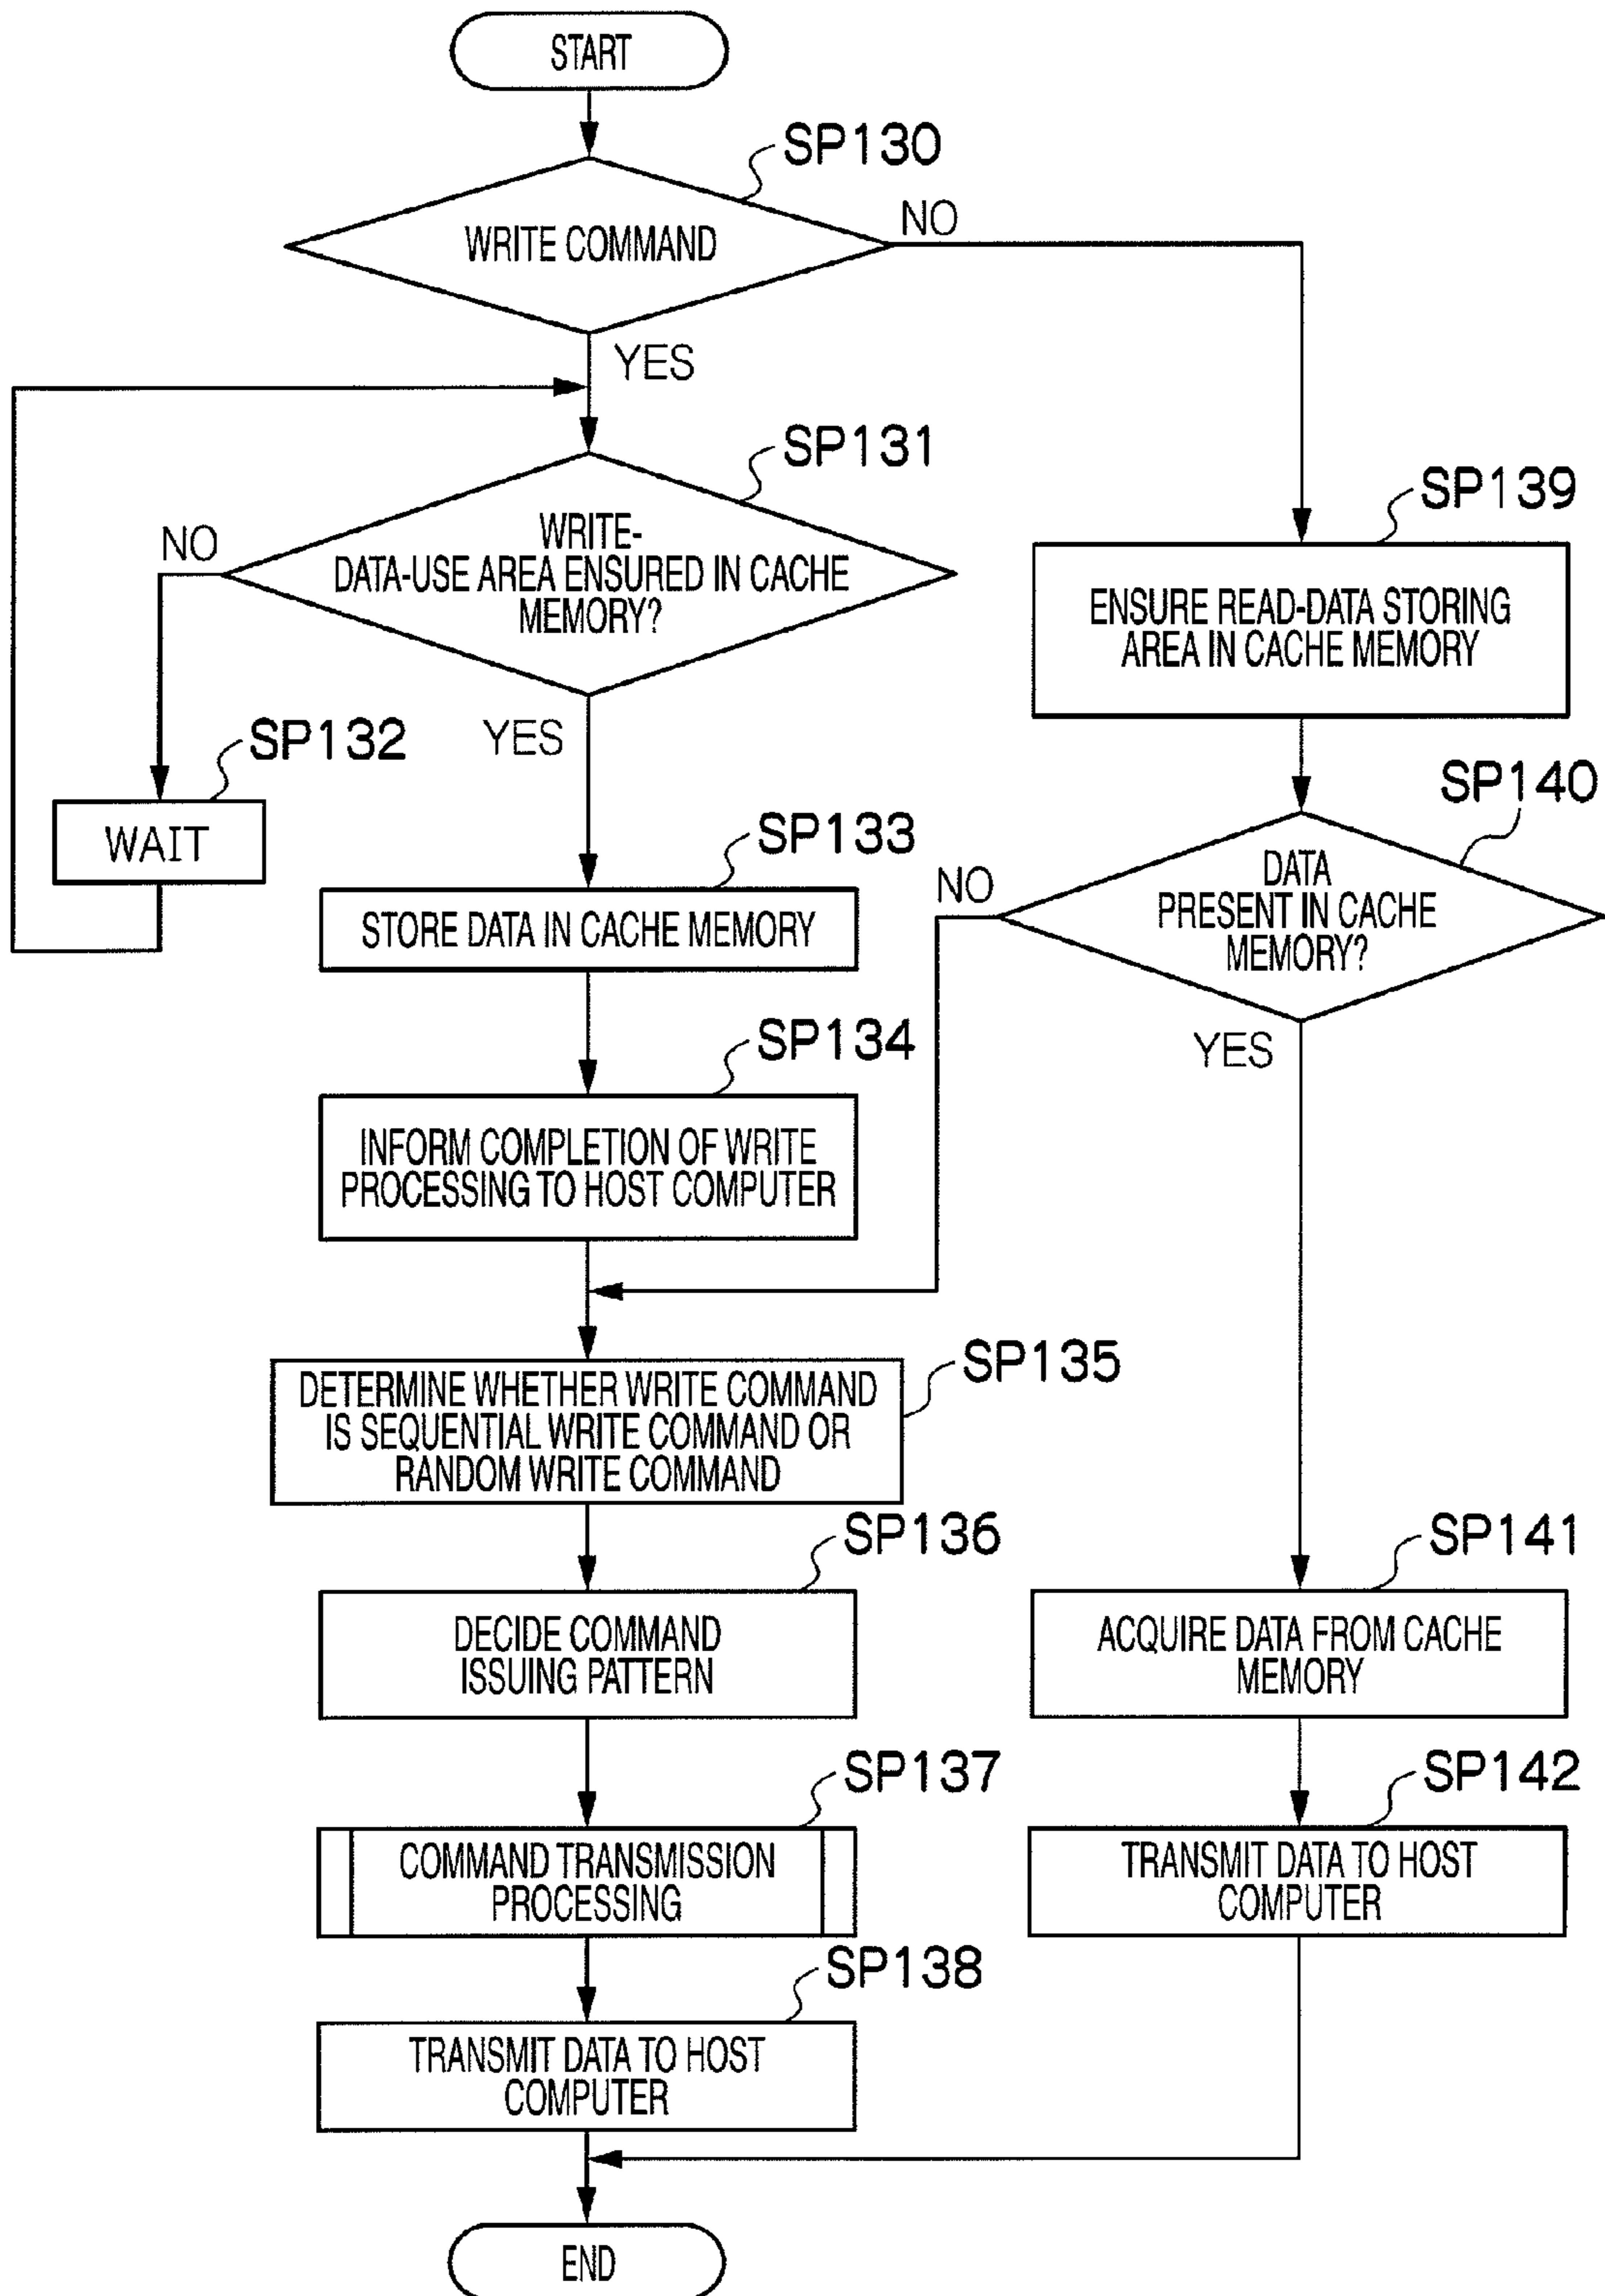 START
SP130
WRITE COMMAND
NO
YES
SP131
WRITE-
DATA-USE AREA ENSURED IN CACHE
MEMORY?
NO
YES
SP132
WAIT
SP133
STORE DATA IN CACHE MEMORY
SP134
INFORM COMPLETION OF WRITE
PROCESSING TO HOST COMPUTER
SP135
DETERMINE WHETHER WRITE COMMAND
IS SEQUENTIAL WRITE COMMAND OR
RANDOM WRITE COMMAND
SP136
DECIDE COMMAND
ISSUING PATTERN
SP137
COMMAND TRANSMISSION
PROCESSING
SP138
TRANSMIT DATA TO HOST
COMPUTER
SP139
ENSURE READ-DATA STORING
AREA IN CACHE MEMORY
SP140
DATA
PRESENT IN CACHE
MEMORY?
NO
YES
SP141
ACQUIRE DATA FROM CACHE
MEMORY
SP142
TRANSMIT DATA TO HOST
COMPUTER
END